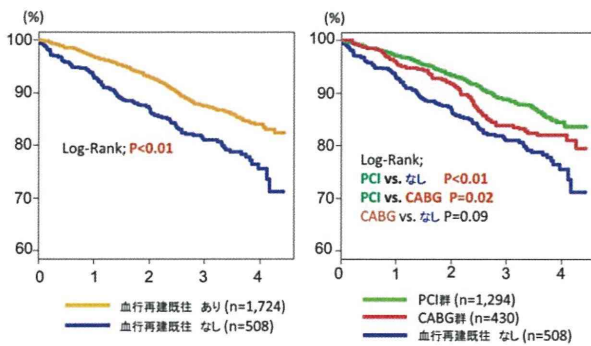 (%)
100
90
80
70
60
Log-Rank; P<0.01
0 1 2 3 4
血行再建既往 あり (n=1,724)
血行再建既往 なし (n=508)
(%)
100
90
80
70
60
Log-Rank;
PCI vs. なし P<0.01
PCI vs. CABG P=0.02
CABG vs. なし P=0.09
0 1 2 3 4
PCI群 (n=1,294)
CABG群 (n=430)
血行再建既往 なし (n=508)